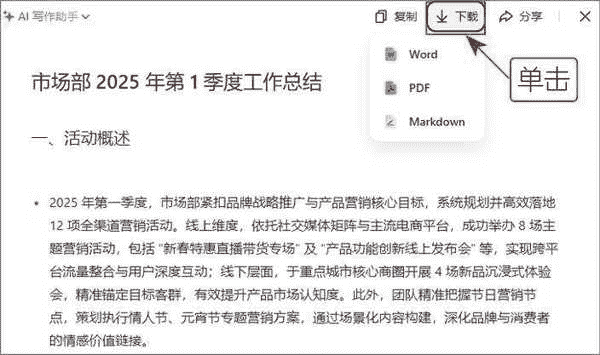 AI 写作助手
复制
下载
分享
Word
PDF
Markdown
单击
市场部 2025 年第 1 季度工作总结
一、活动概述
• 2025 年第一季度，市场部紧扣品牌战略推广与产品营销核心目标，系统规划并高效落地
12 项全渠道营销活动。线上维度，依托社交媒体矩阵与主流电商平台，成功举办 8 场主
题营销活动，包括 "新春特惠直播带货专场" 及 "产品功能创新线上发布会" 等，实现跨平
台流量整合与用户深度互动；线下层面，于重点城市核心商圈开展 4 场新品沉浸式体验
会，精准锚定目标客群，有效提升产品市场认知度。此外，团队精准把握节日营销节
点，策划执行情人节、元宵节专题营销方案，通过场景化内容构建，深化品牌与消费者
的情感价值链接。